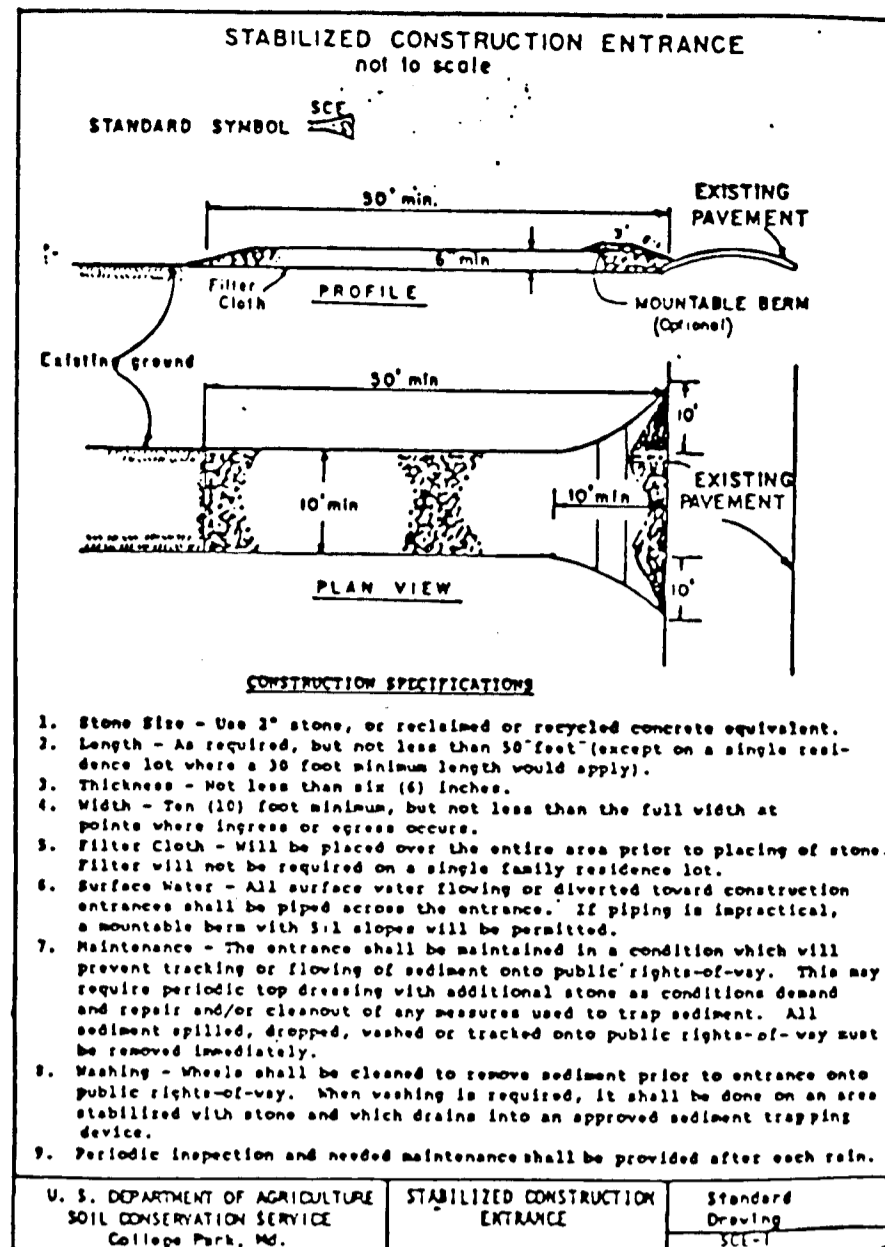 STABILIZED CONSTRUCTION ENTRANCE
not to scale
SCE
STANDARD SYMBOL
50' min.
EXISTING
PAVEMENT
6" min
Filter
Cloth
PROFILE
MOUNTABLE BERM
(Optional)
Existing ground
50' min
10'
10' min
10' min
EXISTING
PAVEMENT
PLAN VIEW
10'
CONSTRUCTION SPECIFICATIONS
1. Stone Size - Use 2" stone, or reclaimed or recycled concrete equivalent.
2. Length - As required, but not less than 50 feet (except on a single resi-
dence lot where a 30 foot minimum length would apply).
3. Thickness - Not less than six (6) inches.
4. Width - Ten (10) foot minimum, but not less than the full width at
points where ingress or egress occurs.
5. Filter Cloth - Will be placed over the entire area prior to placing of stone.
Filter will not be required on a single family residence lot.
6. Surface Water - All surface water flowing or diverted toward construction
entrances shall be piped across the entrance. If piping is impractical,
a mountable berm with 5:1 slopes will be permitted.
7. Maintenance - The entrance shall be maintained in a condition which will
prevent tracking or flowing of sediment onto public rights-of-way. This may
require periodic top dressing with additional stone as conditions demand
and repair and/or cleanout of any measures used to trap sediment. All
sediment spilled, dropped, washed or tracked onto public rights-of-way must
be removed immediately.
8. Washing - Wheels shall be cleaned to remove sediment prior to entrance onto
public rights-of-way. When washing is required, it shall be done on an area
stabilized with stone and which drains into an approved sediment trapping
device.
9. Periodic inspection and needed maintenance shall be provided after each rain.
U. S. DEPARTMENT OF AGRICULTURE
SOIL CONSERVATION SERVICE
College Park, Md.
STABILIZED CONSTRUCTION
ENTRANCE
Standard
Drawing
SCE-1